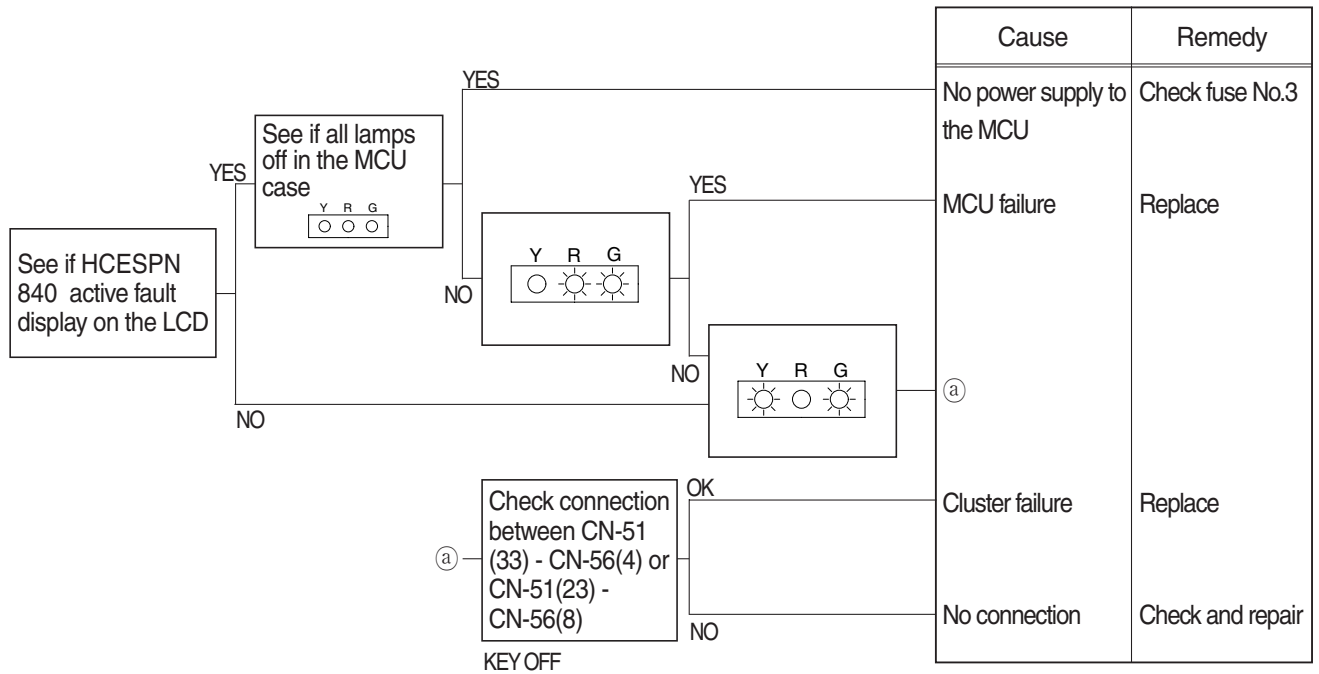 Cause
Remedy
YES
No power supply to
the MCU
Check fuse No.3
See if all lamps
off in the MCU
case
Y R G
YES
YES
MCU failure
Replace
See if HCESPN
840 active fault
display on the LCD
Y R G
NO
NO
Y R G
ⓐ
NO
Check connection
between CN-51
(33) - CN-56(4) or
CN-51(23) -
CN-56(8)
ⓐ
OK
Cluster failure
Replace
NO
No connection
Check and repair
KEY OFF